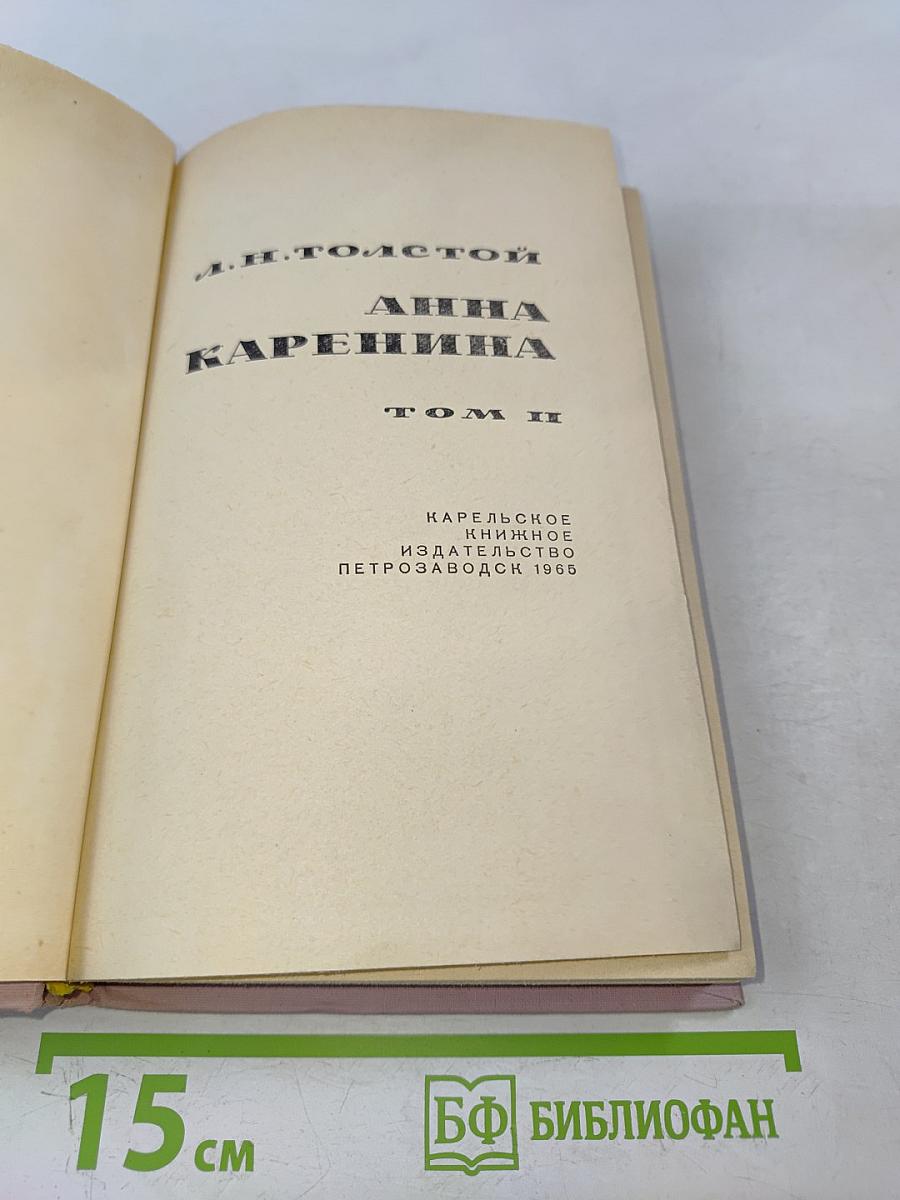 Л.Н.ТОЛСТОЙ
АННА
КАРЕНИНА
ТОМ II
КАРЕЛЬСКОЕ
КНИЖНОЕ
ИЗДАТЕЛЬСТВО
ПЕТРОЗАВОДСК 1965
15 см
БФ БИБЛИОФАН